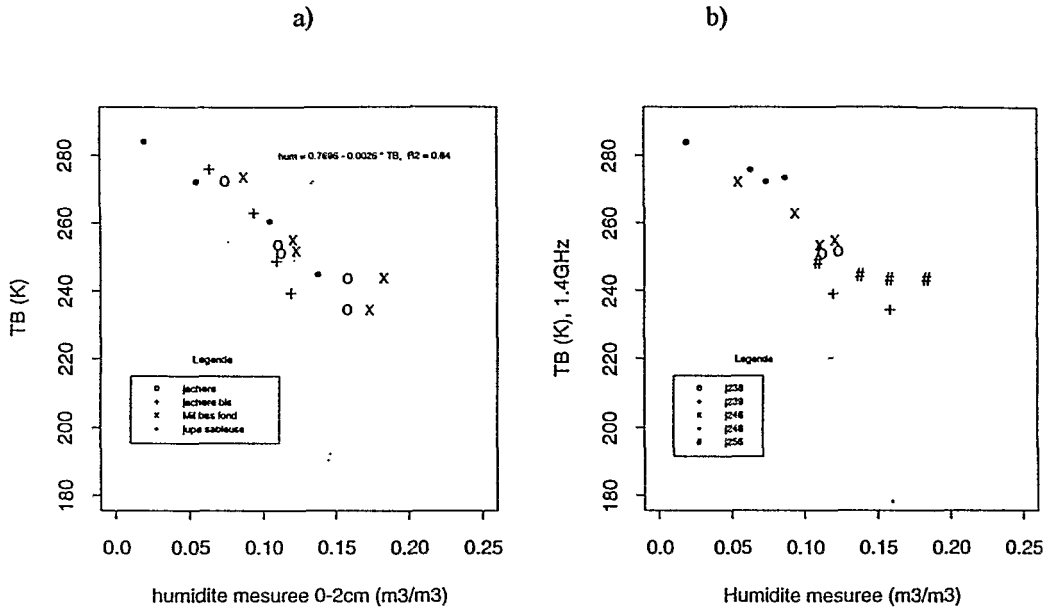 a)
b)
hum = 0.7695 - 0.0026 * TB, R2 = 0.84
TB (K)
280
260
240
220
200
180
Legende
o jachere
+ jachere bis
x Mil bas fond
• jupe sableuse
0.0 0.05 0.10 0.15 0.20 0.25
humidite mesuree 0-2cm (m3/m3)
TB (K), 1.4GHz
280
260
240
220
200
180
Legende
o j238
+ j239
x j246
• j248
# j256
0.0 0.05 0.10 0.15 0.20 0.25
Humidite mesuree (m3/m3)